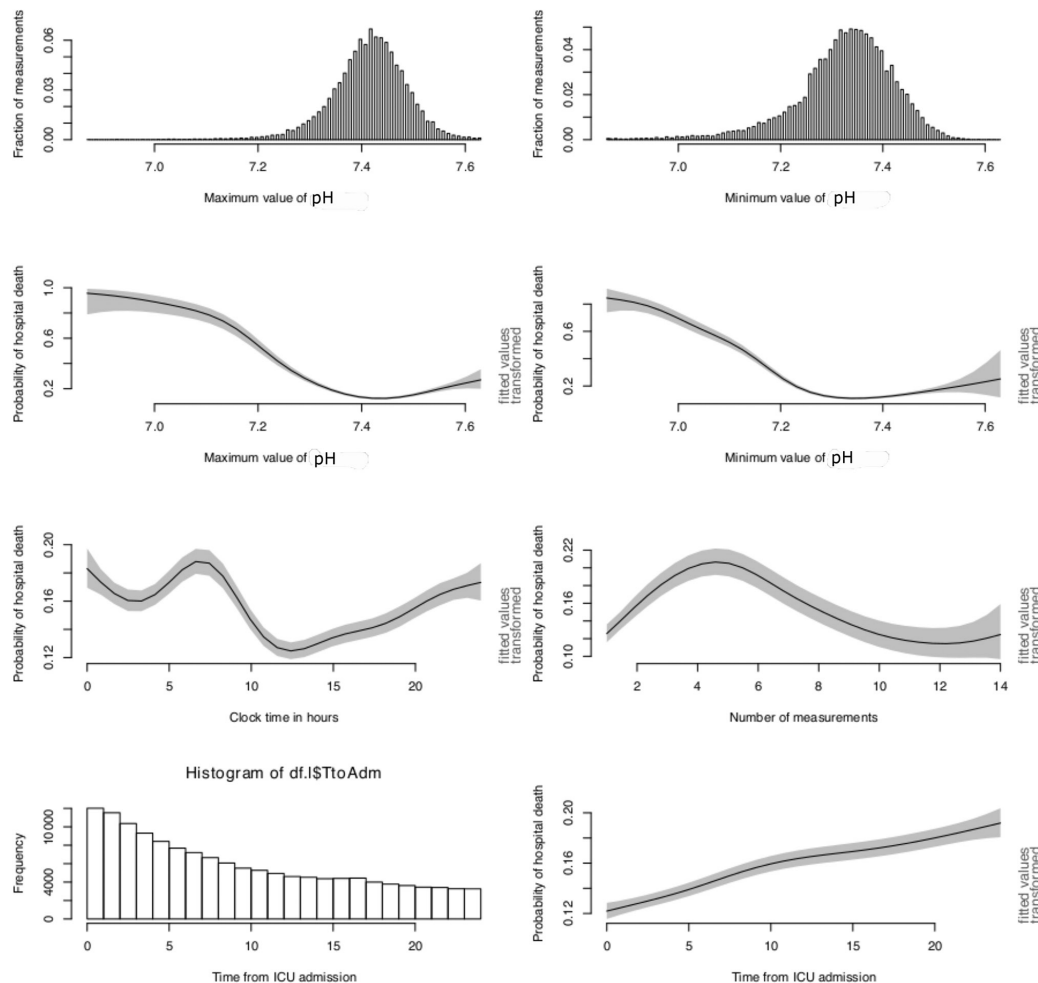 Fraction of measurements
0.00 0.03 0.06
7.0 7.2 7.4 7.6
Maximum value of pH
Fraction of measurements
0.00 0.02 0.04
7.0 7.2 7.4 7.6
Minimum value of pH
Probability of hospital death
0.2 0.6 1.0
7.0 7.2 7.4 7.6
Maximum value of pH
fitted values
transformed
Probability of hospital death
0.2 0.6
7.0 7.2 7.4 7.6
Minimum value of pH
fitted values
transformed
Probability of hospital death
0.12 0.16 0.20
0 5 10 15 20
Clock time in hours
fitted values
transformed
Probability of hospital death
0.10 0.16 0.22
2 4 6 8 10 12 14
Number of measurements
fitted values
transformed
Histogram of df.l$TtoAdm
Frequency
0 4000 10000
0 5 10 15 20
Time from ICU admission
Probability of hospital death
0.12 0.16 0.20
0 5 10 15 20
Time from ICU admission
fitted values
transformed